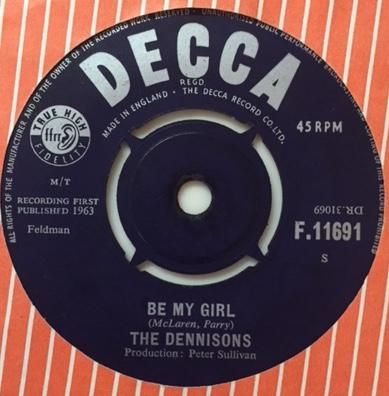 ALL RIGHTS OF THE MANUFACTURER AND OF THE OWNER OF THE RECORDED WORK RESERVED UNAUTHORISED PUBLIC PERFORMANCE
DECCA
REGD.
MADE IN ENGLAND · THE DECCA RECORD CO. LTD.
TRUE HIGH
ffrr
FIDELITY
45 RPM
M/T
RECORDING FIRST
PUBLISHED 1963
Feldman
DR.31069
F.11691
S
BE MY GIRL
(McLaren, Parry)
THE DENNISONS
Production: Peter Sullivan